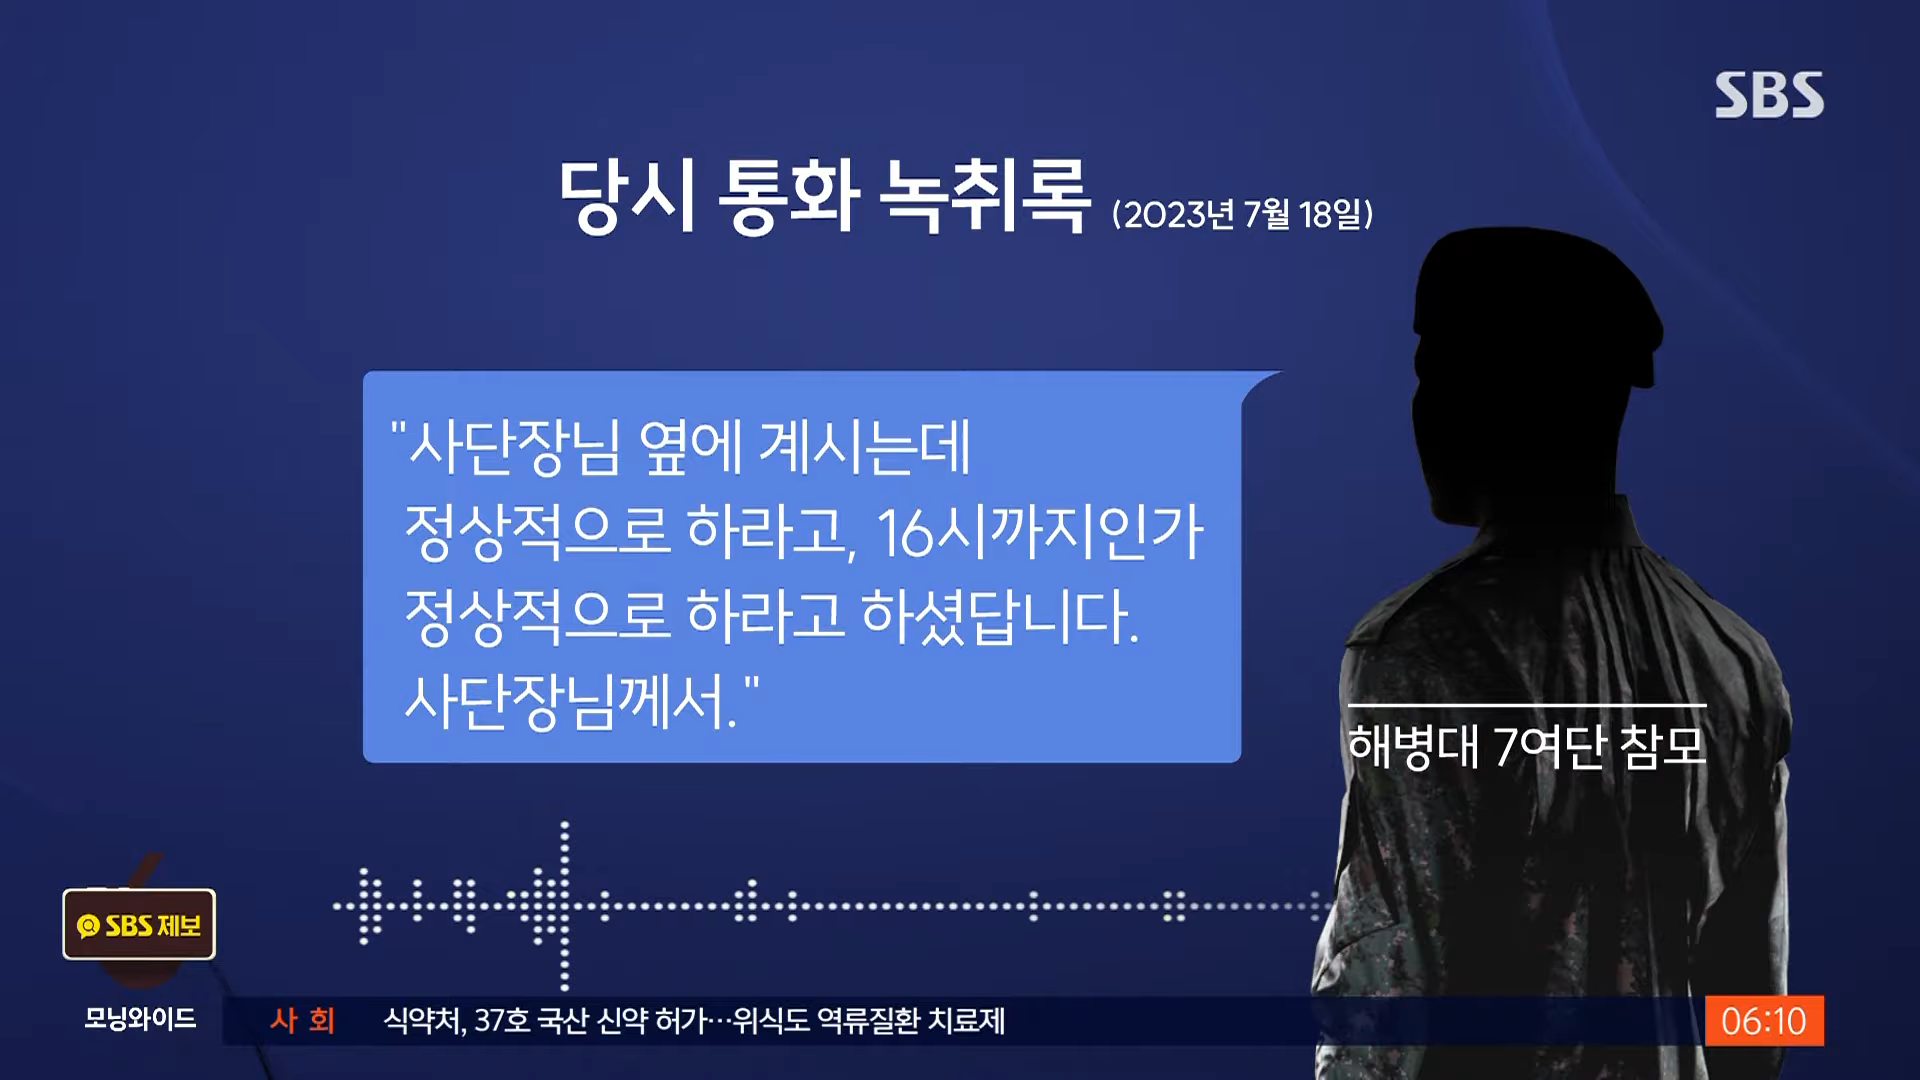 SBS
당시 통화 녹취록 (2023년 7월 18일)
"사단장님 옆에 계시는데
정상적으로 하라고, 16시까지인가
정상적으로 하라고 하셨답니다.
사단장님께서."
해병대 7여단 참모
SBS 제보
모닝와이드
사 회 식약처, 37호 국산 신약 허가…위식도 역류질환 치료제
06:10